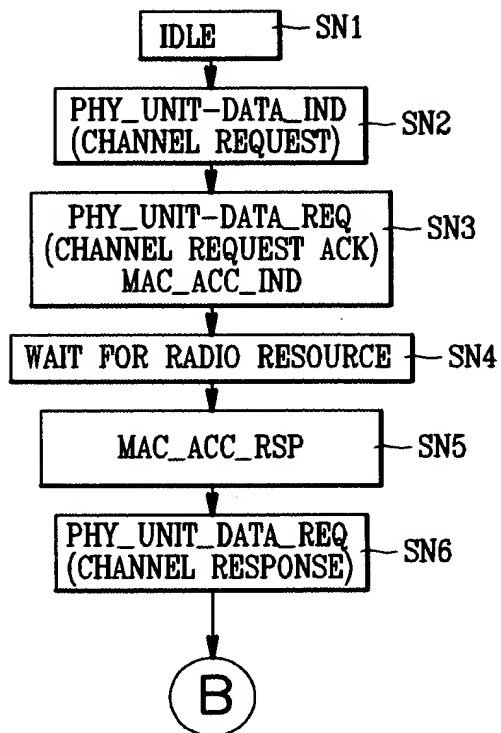 IDLE SN1
PHY_UNIT-DATA_IND
(CHANNEL REQUEST)
SN2
PHY_UNIT-DATA_REQ
(CHANNEL REQUEST ACK)
MAC_ACC_IND
SN3
WAIT FOR RADIO RESOURCE SN4
MAC_ACC_RSP SN5
PHY_UNIT_DATA_REQ
(CHANNEL RESPONSE)
SN6
B